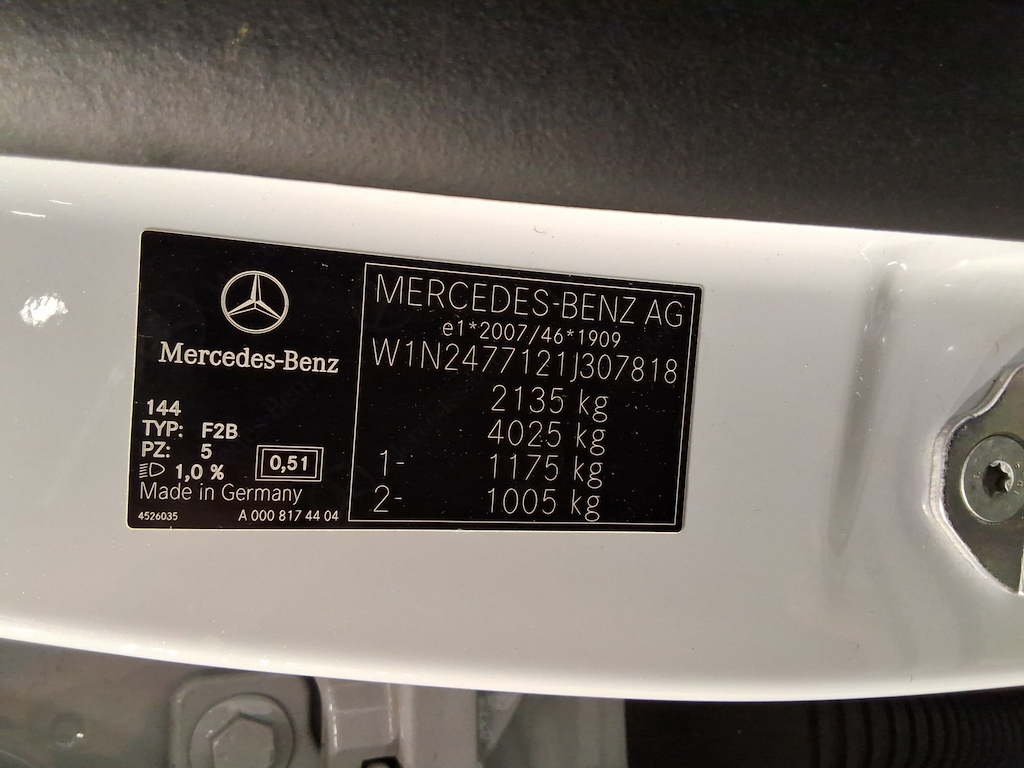 Mercedes-Benz
144
TYP: F2B
PZ: 5
1,0 % 0,51
Made in Germany
4526035 A 000 817 44 04
MERCEDES-BENZ AG
e1*2007/46*1909
W1N2477121J307818
2135 kg
4025 kg
1- 1175 kg
2- 1005 kg